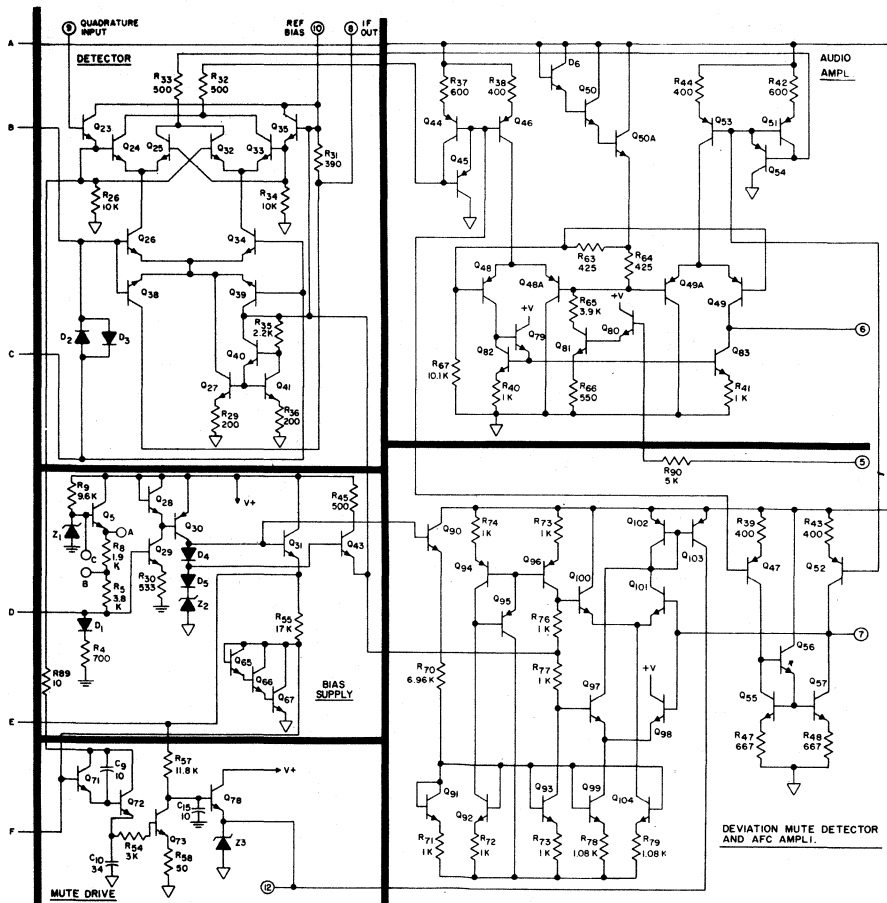 9 QUADRATURE INPUT
REF BIAS 10
8 IF OUT
A
DETECTOR
R33 500
R32 500
D6
Q50
AUDIO AMPL.
R37 600
R38 400
R44 400
R42 600
Q23
Q35
Q44
Q46
Q53
Q51
B
Q24
Q25
Q32
Q33
R31 390
Q50A
Q45
Q54
R26 10K
R34 10K
Q26
Q34
R63 425
R64 425
Q38
Q39
Q48
Q48A
Q49A
Q49
R65 3.9K
+V
+V
Q80
D2
D3
R35 2.2K
Q79
6
C
Q40
R67 10.1K
Q82
Q81
Q83
Q27
Q41
R40 1K
R66 550
R41 1K
R29 200
R36 200
R90 5K
5
R9 9.6K
Q28
V+
R45 500
Q5
A
Q30
Z1
C
R8 1.9 K
Q29
D4
Q31
Q43
Q90
R74 1K
R73 1K
Q102
Q103
R39 400
R43 400
B
R5 3.8 K
R30 533
D5
Z2
Q94
Q96
Q100
Q101
Q47
Q52
D
D1
R4 700
R55 17K
Q95
R76 1K
7
R89 10
Q65
Q66
Q67
R70 6.96K
R77 1K
Q97
+V
Q98
Q56
Q55
Q57
BIAS SUPPLY
E
R47 667
R48 667
Q71
C9 10
R57 11.8K
V+
Q72
C15 10
Q78
Q91
Q92
Q93
Q99
Q104
F
R54 3K
Q73
Z3
R71 1K
R72 1K
R73 1K
R78 1.08K
R79 1.08K
C10 34
R58 50
DEVIATION MUTE DETECTOR AND AFC AMPLI.
MUTE DRIVE
12